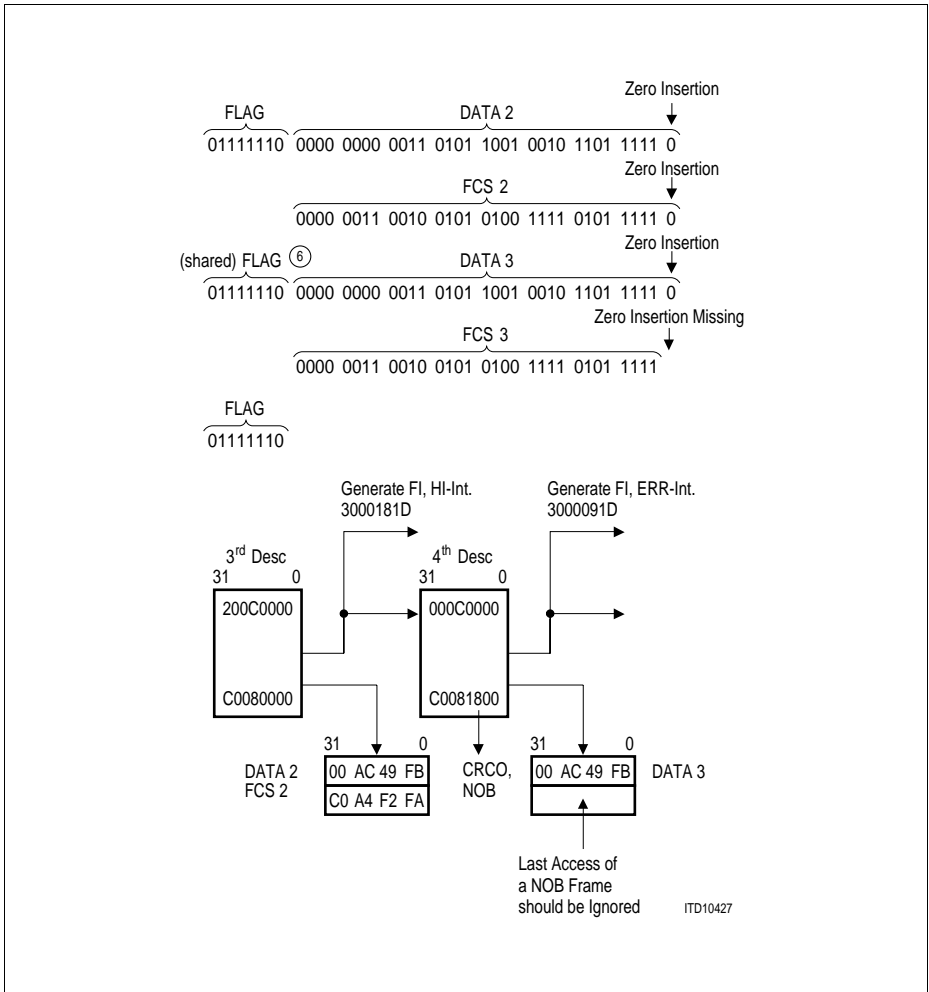 Zero Insertion
FLAG DATA 2
01111110 0000 0000 0011 0101 1001 0010 1101 1111 0
Zero Insertion
FCS 2
0000 0011 0010 0101 0100 1111 0101 1111 0
Zero Insertion
(shared) FLAG 6 DATA 3
01111110 0000 0000 0011 0101 1001 0010 1101 1111 0
Zero Insertion Missing
FCS 3
0000 0011 0010 0101 0100 1111 0101 1111
FLAG
01111110
Generate FI, HI-Int.
3000181D
Generate FI, ERR-Int.
3000091D
3rd Desc
31 0
200C0000
C0080000
4th Desc
31 0
000C0000
C0081800
31 0
DATA 2
FCS 2
00 AC 49 FB
C0 A4 F2 FA
CRCO,
NOB
31 0
00 AC 49 FB
DATA 3
Last Access of
a NOB Frame
should be Ignored
ITD10427